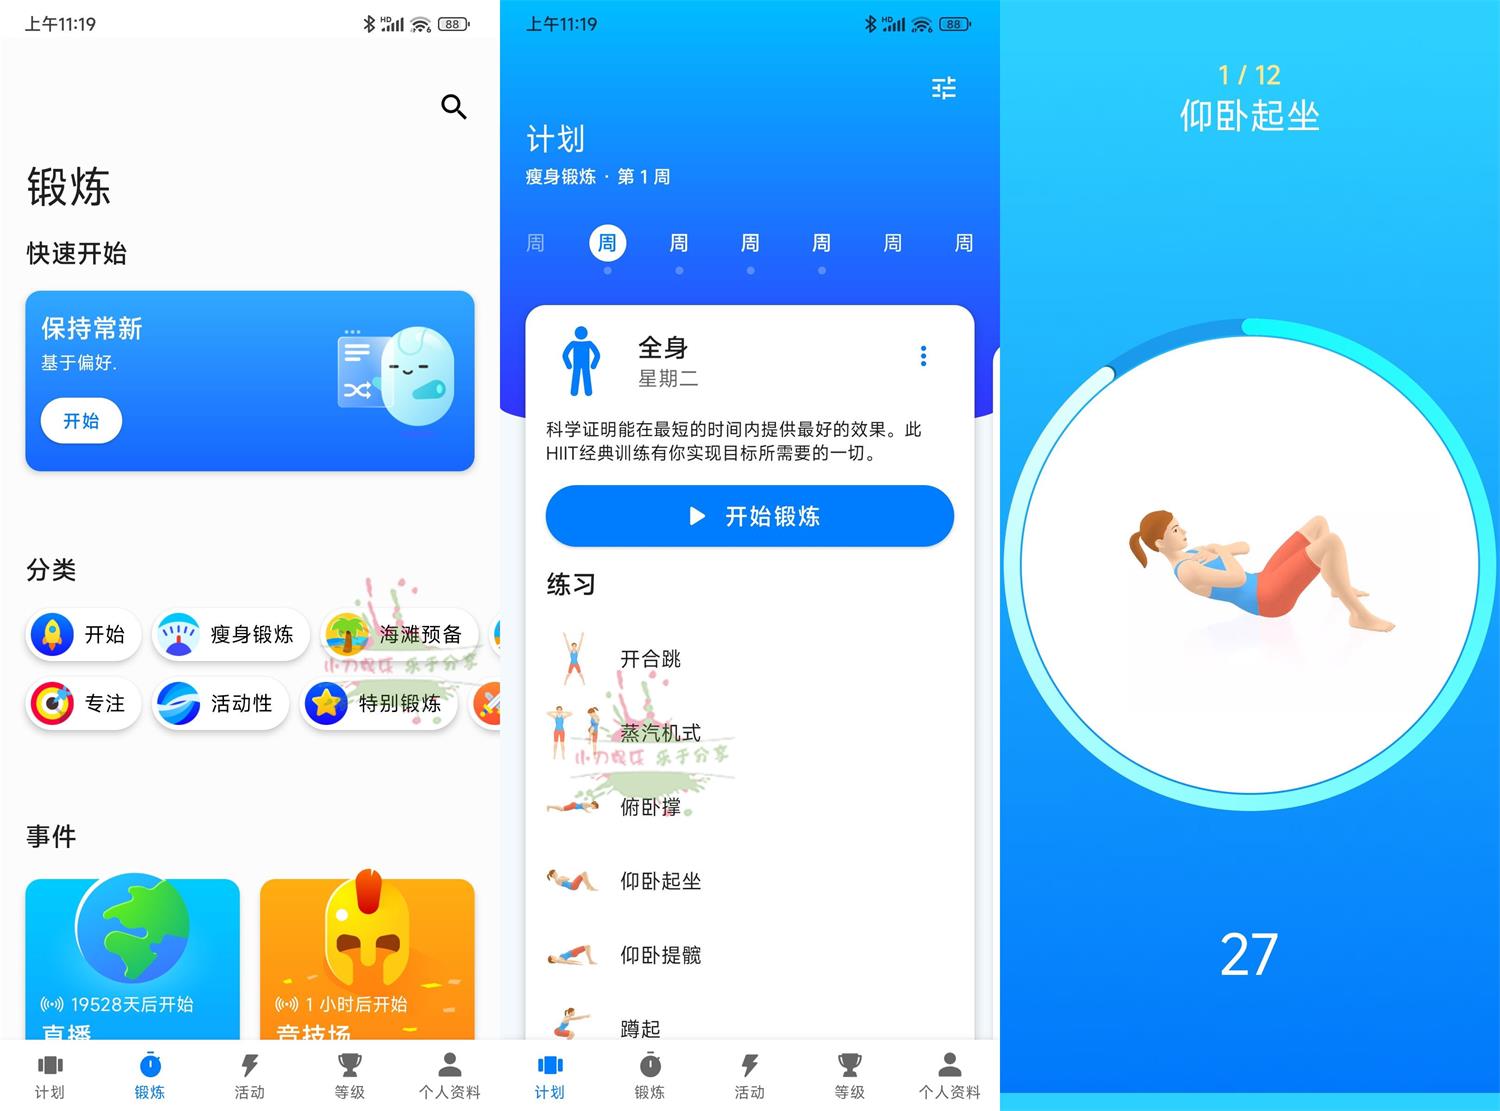 上午11:19
HD
88
锻炼
快速开始
保持常新
基于偏好.
开始
分类
开始
瘦身锻炼
海滩预备
专注
活动性
特别锻炼
小刀娱乐 乐于分享
事件
19528天后开始
直播
1 小时后开始
竞技场
计划
锻炼
活动
等级
个人资料
上午11:19
HD
88
计划
瘦身锻炼 · 第 1 周
周 周 周 周 周 周 周
全身
星期二
科学证明能在最短的时间内提供最好的效果。此
HIIT经典训练有你实现目标所需要的一切。
开始锻炼
练习
开合跳
蒸汽机式
小刀娱乐 乐于分享
俯卧撑
仰卧起坐
仰卧提髋
蹲起
计划
锻炼
活动
等级
个人资料
1 / 12
仰卧起坐
27